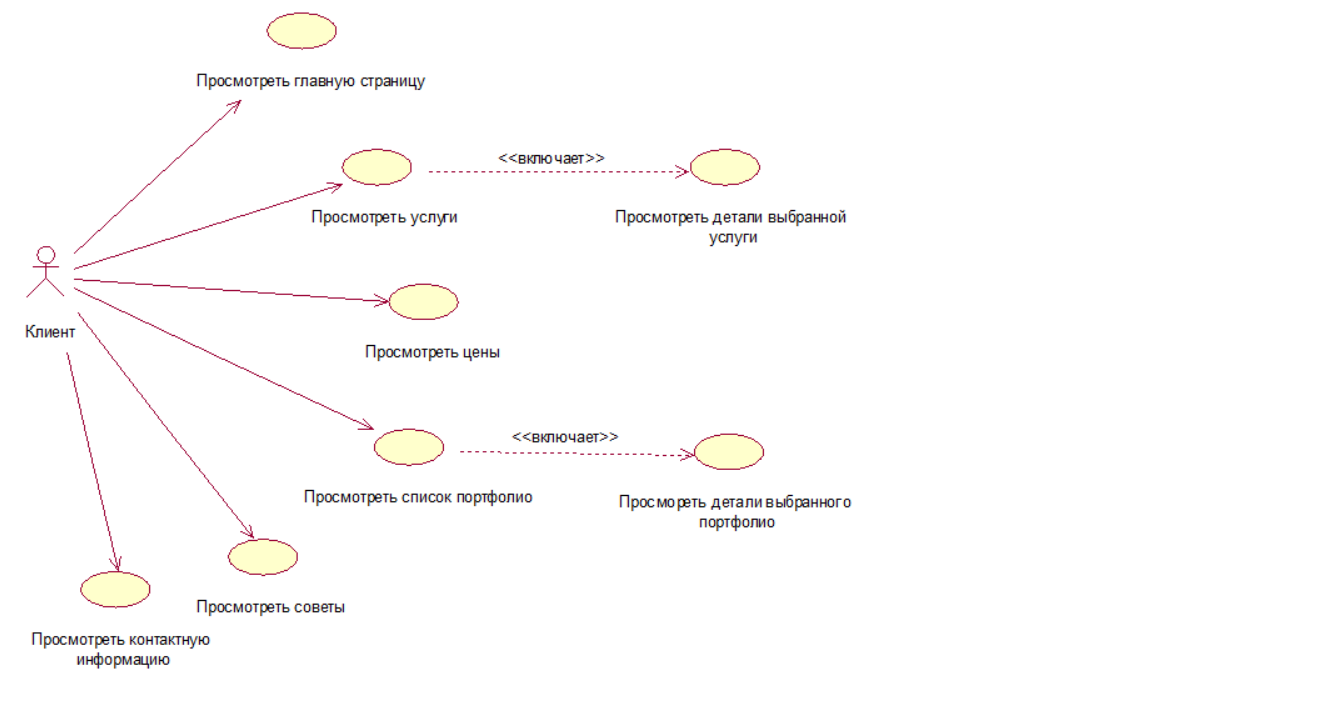 Просмотреть главную страницу
<<включает>>
Просмотреть услуги
Просмотреть детали выбранной
услуги
Клиент
Просмотреть цены
<<включает>>
Просмотреть список портфолио
Просмореть детали выбранного
портфолио
Просмотреть советы
Просмотреть контактную
информацию